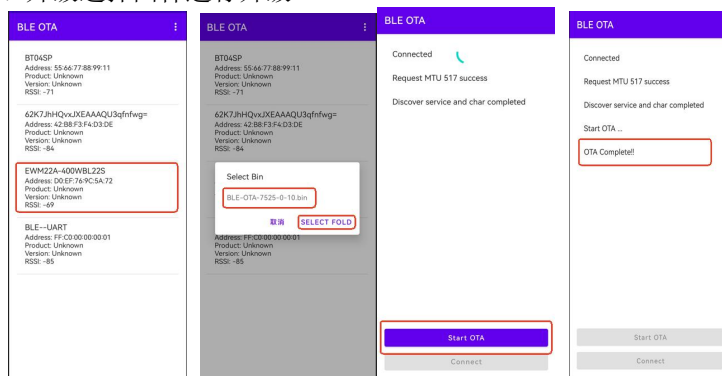 BLE OTA
BT04SP
Address: 55:66:77:88:99:11
Product: Unknown
Version: Unknown
RSSI: -71
62K7JhHQvxJXEAAAQU3qfnfwg=
Address: 42:B8:F3:F4:D3:DE
Product: Unknown
Version: Unknown
RSSI: -84
EWM22A-400WBL22S
Address: D0:EF:76:9C:5A:72
Product: Unknown
Version: Unknown
RSSI: -69
BLE--UART
Address: FF:C0:00:00:00:01
Product: Unknown
Version: Unknown
RSSI: -85
BLE OTA
BT04SP
Address: 55:66:77:88:99:11
Product: Unknown
Version: Unknown
RSSI: -71
62K7JhHQvxJXEAAAQU3qfnfwg=
Address: 42:B8:F3:F4:D3:DE
Product: Unknown
Version: Unknown
RSSI: -84
Select Bin
BLE-OTA-7525-0-10.bin
取消 SELECT FOLD
Product: Unknown
Version: Unknown
RSSI: -85
BLE OTA
Connected
Request MTU 517 success
Discover service and char completed
Start OTA
Connect
BLE OTA
Connected
Request MTU 517 success
Discover service and char completed
Start OTA ...
OTA Complete!!
Start OTA
Connect